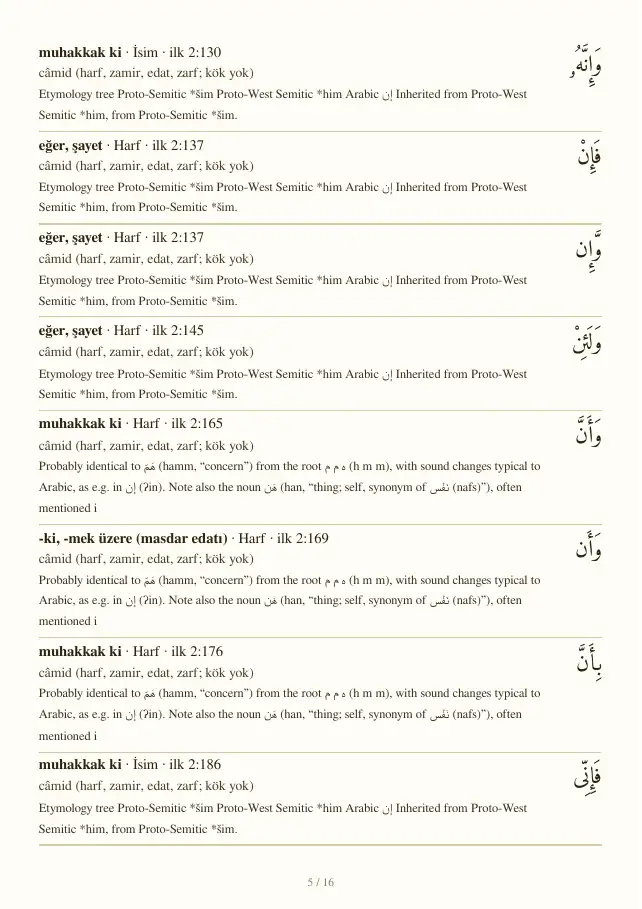 muhakkak ki · İsim · ilk 2:130
وَإِنَّهُۥ
câmid (harf, zamir, edat, zarf; kök yok)
Etymology tree Proto-Semitic *šim Proto-West Semitic *him Arabic إن Inherited from Proto-West
Semitic *him, from Proto-Semitic *šim.
eğer, şayet · Harf · ilk 2:137
فَإِنْ
câmid (harf, zamir, edat, zarf; kök yok)
Etymology tree Proto-Semitic *šim Proto-West Semitic *him Arabic إن Inherited from Proto-West
Semitic *him, from Proto-Semitic *šim.
eğer, şayet · Harf · ilk 2:137
وَّإِن
câmid (harf, zamir, edat, zarf; kök yok)
Etymology tree Proto-Semitic *šim Proto-West Semitic *him Arabic إن Inherited from Proto-West
Semitic *him, from Proto-Semitic *šim.
eğer, şayet · Harf · ilk 2:145
وَلَئِنْ
câmid (harf, zamir, edat, zarf; kök yok)
Etymology tree Proto-Semitic *šim Proto-West Semitic *him Arabic إن Inherited from Proto-West
Semitic *him, from Proto-Semitic *šim.
muhakkak ki · Harf · ilk 2:165
وَأَنَّ
câmid (harf, zamir, edat, zarf; kök yok)
Probably identical to هَمّ (hamm, “concern”) from the root ه م م (h m m), with sound changes typical to
Arabic, as e.g. in إن (ʔin). Note also the noun هَن (han, “thing; self, synonym of نَفْس (nafs)”), often
mentioned i
-ki, -mek üzere (masdar edatı) · Harf · ilk 2:169
وَأَن
câmid (harf, zamir, edat, zarf; kök yok)
Probably identical to هَمّ (hamm, “concern”) from the root ه م م (h m m), with sound changes typical to
Arabic, as e.g. in إن (ʔin). Note also the noun هَن (han, “thing; self, synonym of نَفْس (nafs)”), often
mentioned i
muhakkak ki · Harf · ilk 2:176
بِأَنَّ
câmid (harf, zamir, edat, zarf; kök yok)
Probably identical to هَمّ (hamm, “concern”) from the root ه م م (h m m), with sound changes typical to
Arabic, as e.g. in إن (ʔin). Note also the noun هَن (han, “thing; self, synonym of نَفْس (nafs)”), often
mentioned i
muhakkak ki · İsim · ilk 2:186
فَإِنِّى
câmid (harf, zamir, edat, zarf; kök yok)
Etymology tree Proto-Semitic *šim Proto-West Semitic *him Arabic إن Inherited from Proto-West
Semitic *him, from Proto-Semitic *šim.
5 / 16